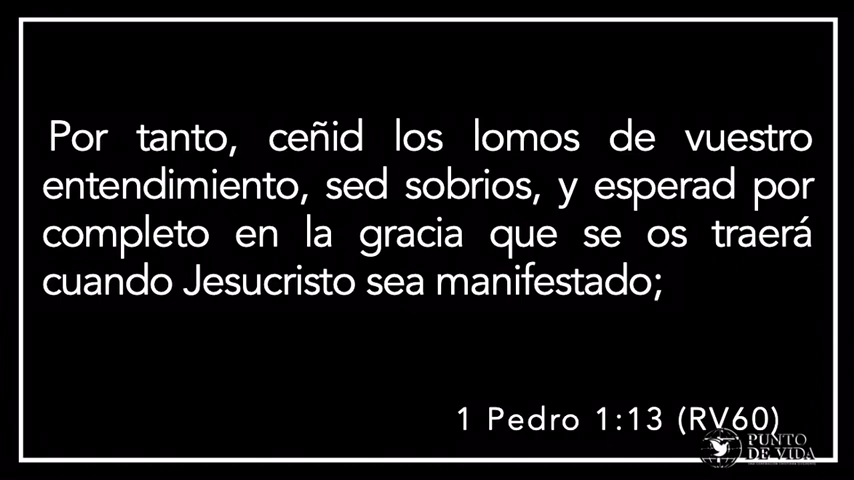 Por tanto, ceñid los lomos de vuestro
entendimiento, sed sobrios, y esperad por
completo en la gracia que se os traerá
cuando Jesucristo sea manifestado;
1 Pedro 1:13 (RV60)
PUNTO
DE VIDA